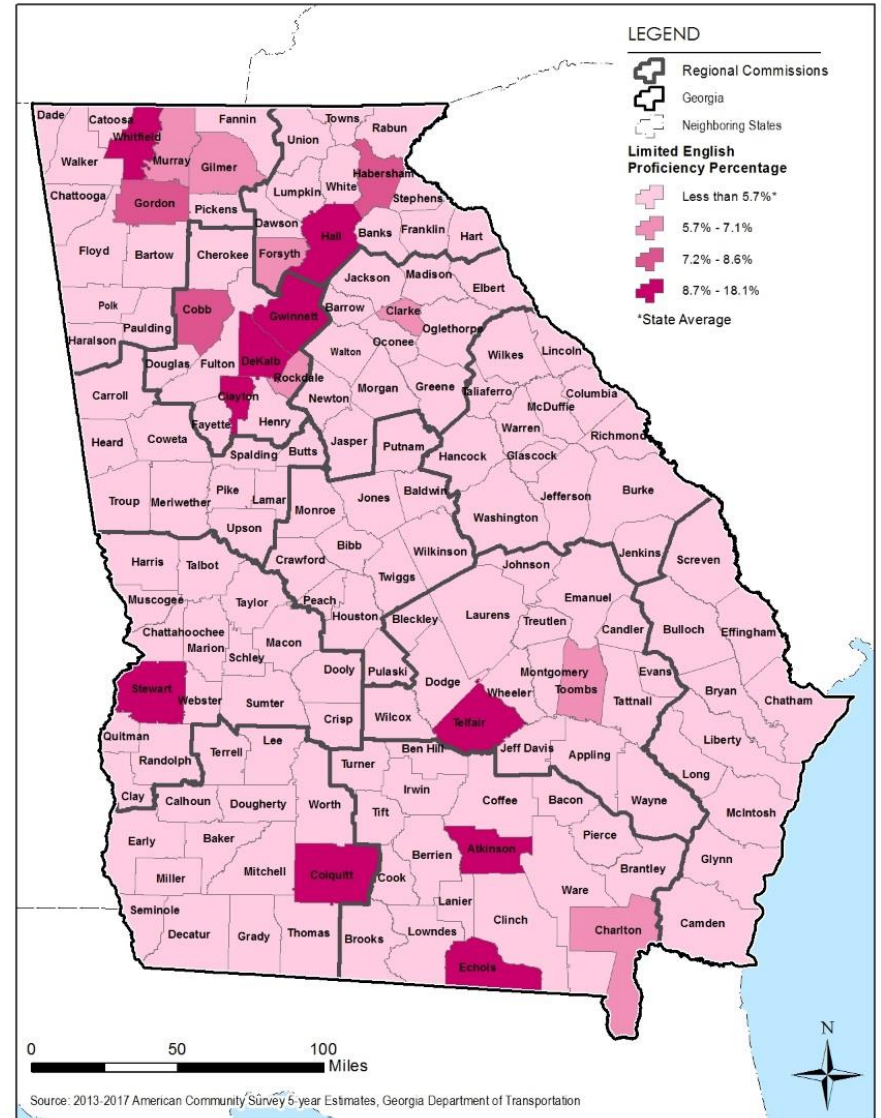 LEGEND
Regional Commissions
Georgia
Neighboring States
Limited English
Proficiency Percentage
Less than 5.7%*
5.7% - 7.1%
7.2% - 8.6%
8.7% - 18.1%
*State Average
Dade
Catoosa
Fannin
Towns
Rabun
Union
Whitfield
Walker
Murray
Gilmer
Habersham
White
Lumpkin
Stephens
Chattooga
Gordon
Pickens
Dawson
Hall
Banks
Franklin
Hart
Floyd
Bartow
Cherokee
Forsyth
Jackson
Madison
Elbert
Polk
Cobb
Gwinnett
Barrow
Clarke
Paulding
Oglethorpe
Haralson
Oconee
Douglas
Fulton
DeKalb
Walton
Wilkes
Lincoln
Rockdale
Carroll
Clayton
Newton
Morgan
Greene
Taliaferro
Columbia
McDuffie
Fayette
Henry
Warren
Richmond
Heard
Coweta
Spalding
Butts
Jasper
Putnam
Hancock
Glascock
Troup
Meriwether
Pike
Lamar
Jones
Baldwin
Jefferson
Burke
Monroe
Upson
Washington
Bibb
Wilkinson
Jenkins
Screven
Harris
Talbot
Crawford
Johnson
Twiggs
Muscogee
Taylor
Peach
Houston
Bleckley
Laurens
Emanuel
Treutlen
Candler
Bulloch
Effingham
Chattahoochee
Marion
Macon
Schley
Dooly
Pulaski
Dodge
Montgomery
Evans
Stewart
Webster
Sumter
Wheeler
Toombs
Tattnall
Bryan
Chatham
Crisp
Wilcox
Telfair
Quitman
Randolph
Terrell
Lee
Ben Hill
Jeff Davis
Appling
Liberty
Turner
Long
Clay
Calhoun
Dougherty
Worth
Irwin
Tift
Coffee
Bacon
Wayne
McIntosh
Early
Baker
Pierce
Atkinson
Berrien
Glynn
Miller
Mitchell
Colquitt
Cook
Brantley
Ware
Lanier
Seminole
Clinch
Charlton
Camden
Decatur
Grady
Thomas
Brooks
Lowndes
Echols
N
0
50
100
Miles
Source: 2013-2017 American Community Survey 5-year Estimates, Georgia Department of Transportation